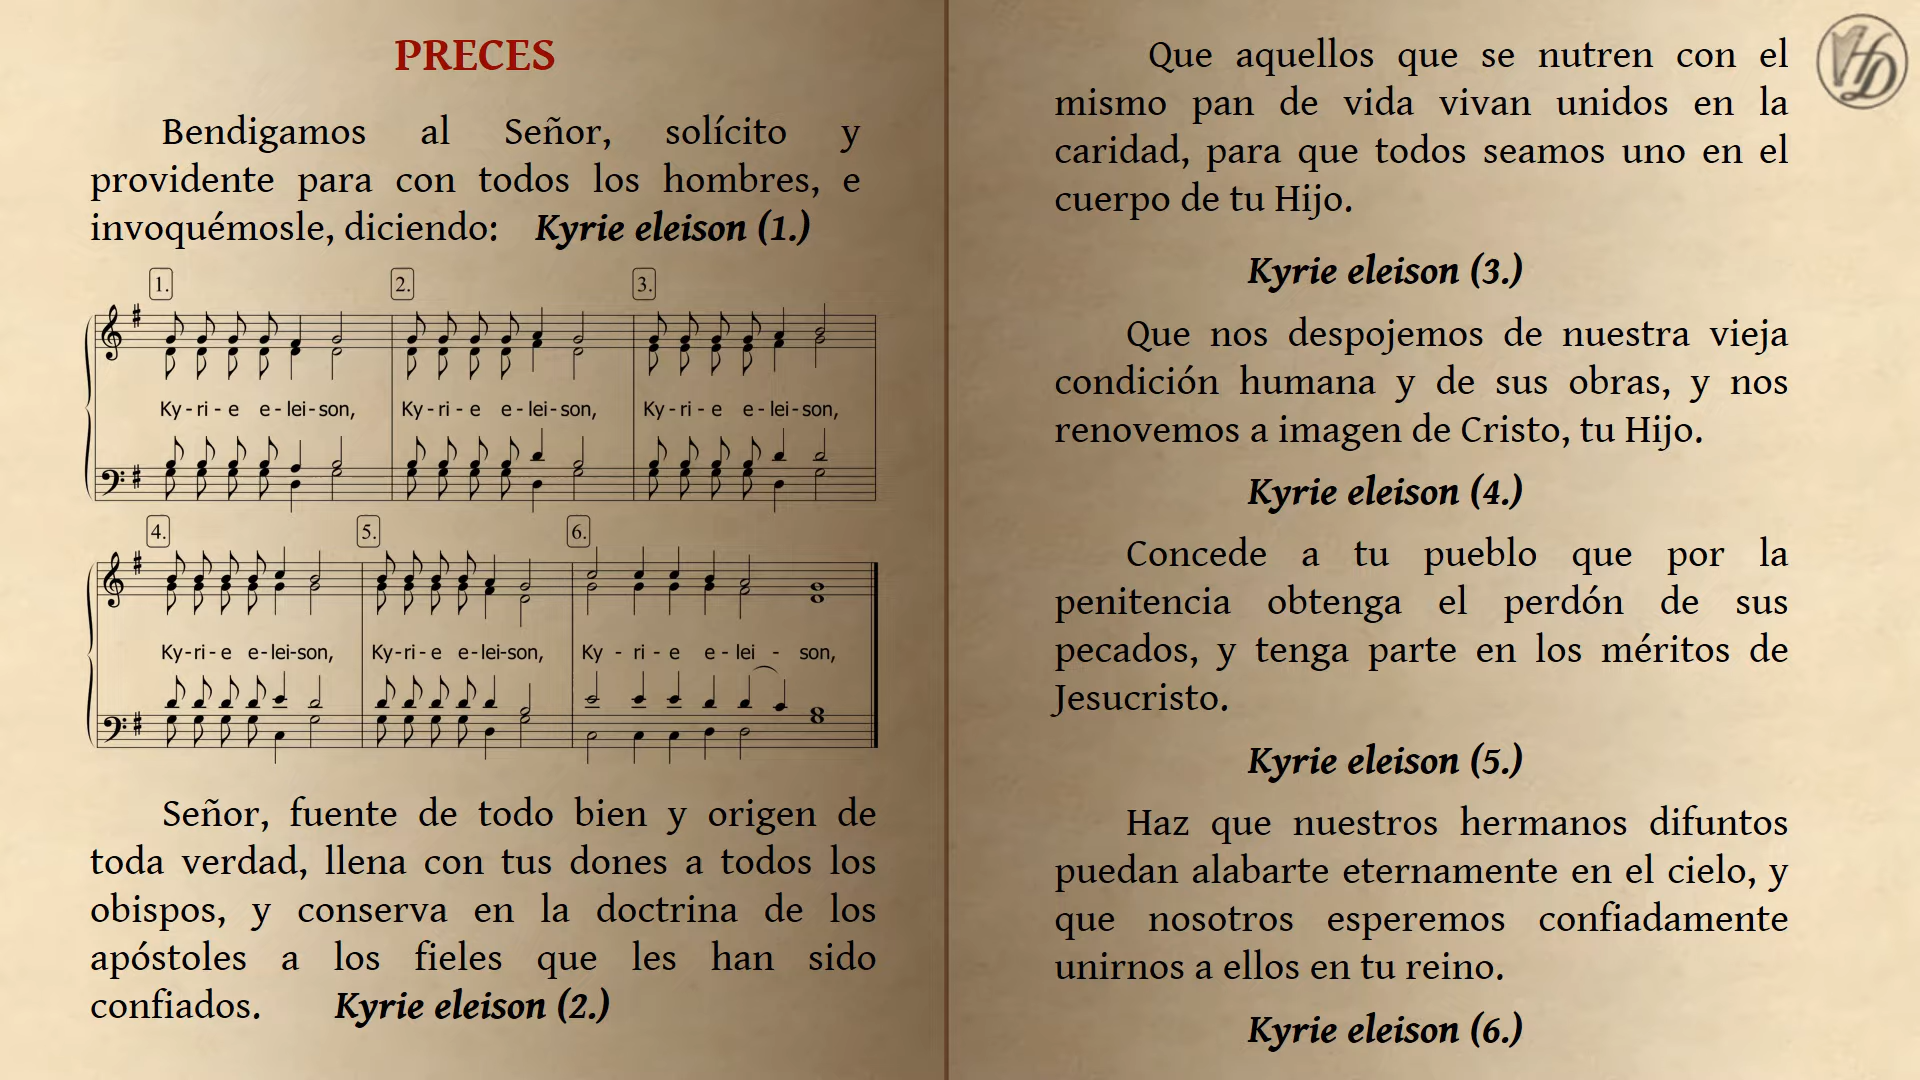 PRECES
Bendigamos al Señor, solícito y
providente para con todos los hombres, e
invoquémosle, diciendo: Kyrie eleison (1.)
1. 2. 3.
Ky - ri - e e - lei - son, Ky - ri - e e - lei - son, Ky - ri - e e - lei - son,
4. 5. 6.
Ky - ri - e e - lei - son, Ky - ri - e e - lei - son, Ky - ri - e e - lei - son,
Señor, fuente de todo bien y origen de
toda verdad, llena con tus dones a todos los
obispos, y conserva en la doctrina de los
apóstoles a los fieles que les han sido
confiados. Kyrie eleison (2.)
Que aquellos que se nutren con el
mismo pan de vida vivan unidos en la
caridad, para que todos seamos uno en el
cuerpo de tu Hijo.
Kyrie eleison (3.)
Que nos despojemos de nuestra vieja
condición humana y de sus obras, y nos
renovemos a imagen de Cristo, tu Hijo.
Kyrie eleison (4.)
Concede a tu pueblo que por la
penitencia obtenga el perdón de sus
pecados, y tenga parte en los méritos de
Jesucristo.
Kyrie eleison (5.)
Haz que nuestros hermanos difuntos
puedan alabarte eternamente en el cielo, y
que nosotros esperemos confiadamente
unirnos a ellos en tu reino.
Kyrie eleison (6.)
HD